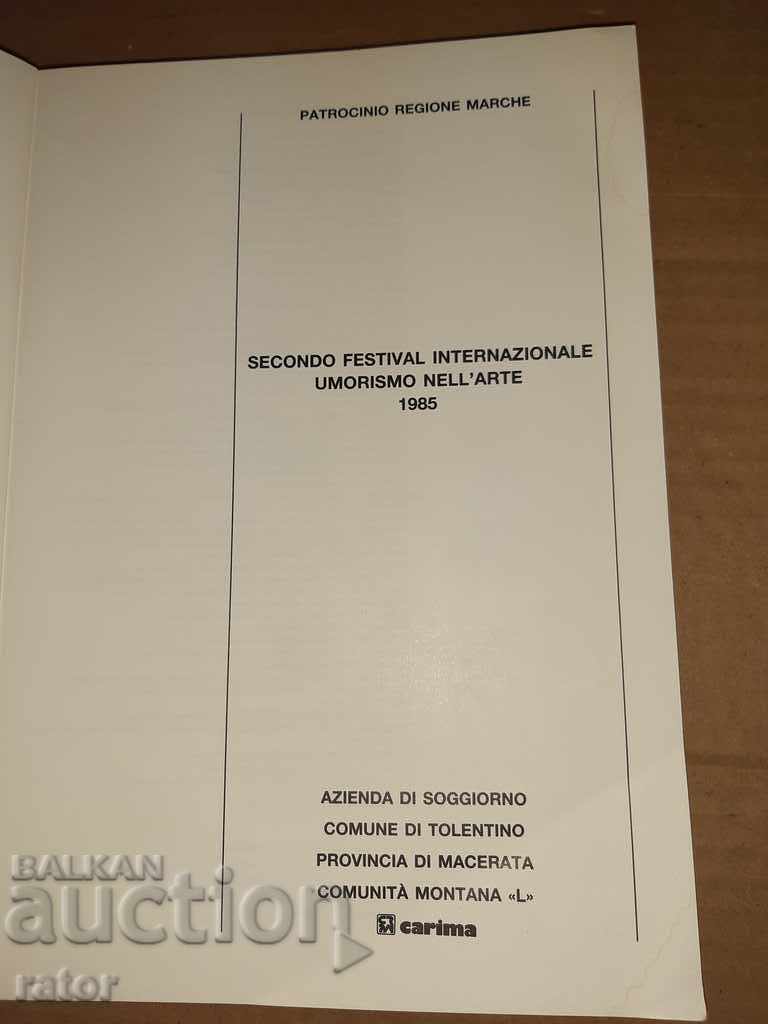 PATROCINIO REGIONE MARCHE
SECONDO FESTIVAL INTERNAZIONALE
UMORISMO NELL'ARTE
1985
AZIENDA DI SOGGIORNO
COMUNE DI TOLENTINO
PROVINCIA DI MACERATA
COMUNITÀ MONTANA «L»
carima
BALKAN
auction
rator